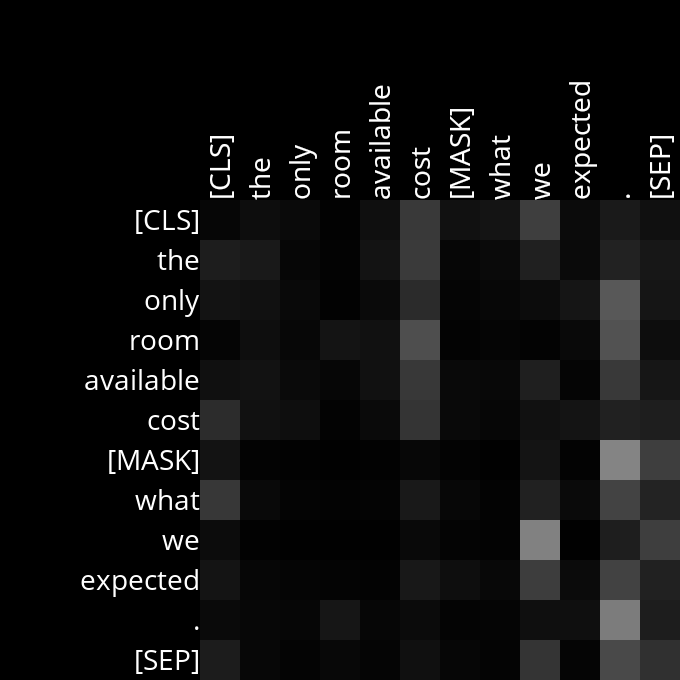 [CLS] the only room available cost [MASK] what we expected . [SEP]
[CLS]
the
only
room
available
cost
[MASK]
what
we
expected
.
[SEP]